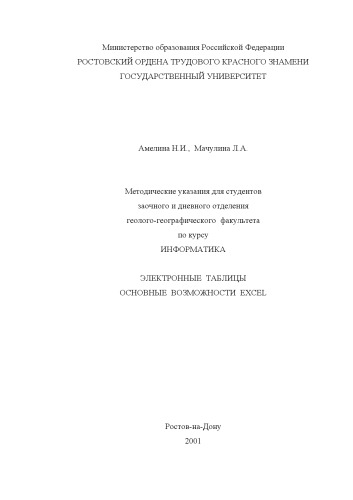 Министерство образования Российской Федерации
РОСТОВСКИЙ ОРДЕНА ТРУДОВОГО КРАСНОГО ЗНАМЕНИ
ГОСУДАРСТВЕННЫЙ УНИВЕРСИТЕТ
Амелина Н.И., Мачулина Л.А.
Методические указания для студентов
заочного и дневного отделения
геолого-географического факультета
по курсу
ИНФОРМАТИКА
ЭЛЕКТРОННЫЕ ТАБЛИЦЫ
ОСНОВНЫЕ ВОЗМОЖНОСТИ EXCEL
Ростов-на-Дону
2001